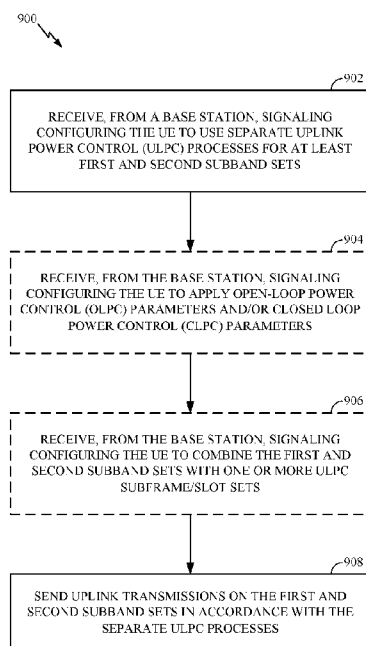 900
902
RECEIVE, FROM A BASE STATION, SIGNALING
CONFIGURING THE UE TO USE SEPARATE UPLINK
POWER CONTROL (ULPC) PROCESSES FOR AT LEAST
FIRST AND SECOND SUBBAND SETS
904
RECEIVE, FROM THE BASE STATION, SIGNALING
CONFIGURING THE UE TO APPLY OPEN-LOOP POWER
CONTROL (OLPC) PARAMETERS AND/OR CLOSED LOOP
POWER CONTROL (CLPC) PARAMETERS
906
RECEIVE, FROM THE BASE STATION, SIGNALING
CONFIGURING THE UE TO COMBINE THE FIRST AND
SECOND SUBBAND SETS WITH ONE OR MORE ULPC
SUBFRAME/SLOT SETS
908
SEND UPLINK TRANSMISSIONS ON THE FIRST AND
SECOND SUBBAND SETS IN ACCORDANCE WITH THE
SEPARATE ULPC PROCESSES